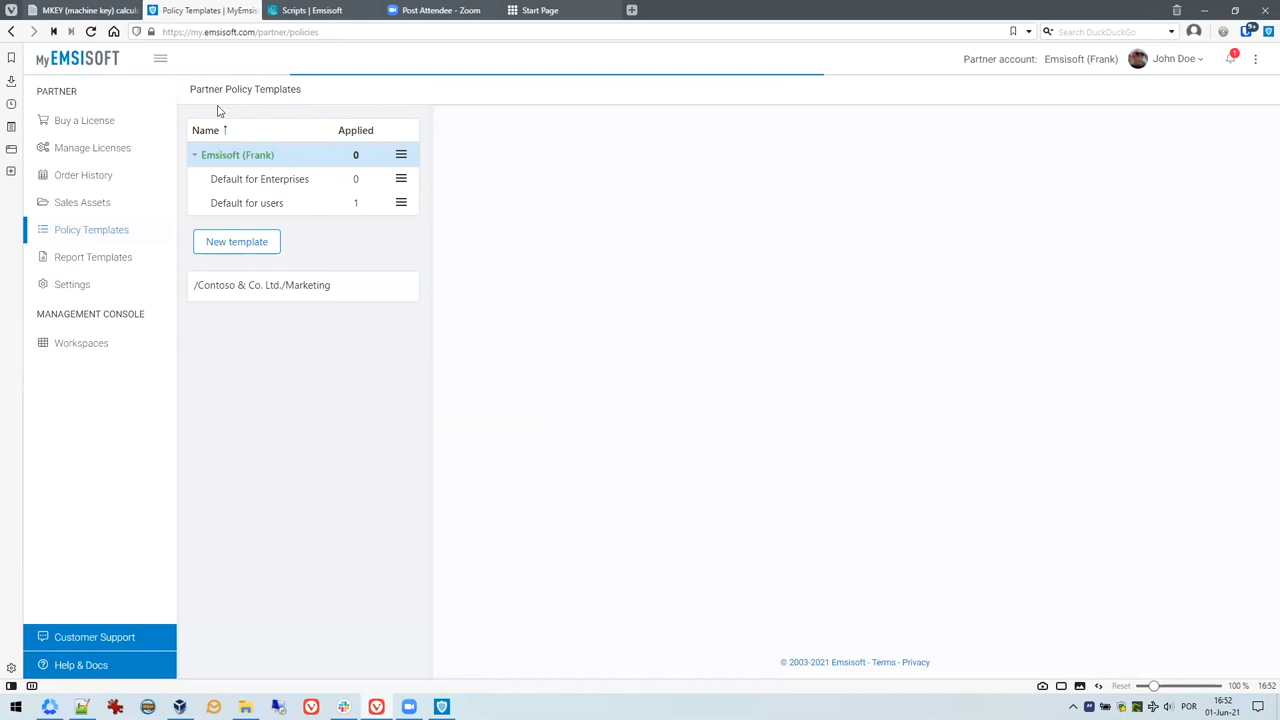 MKEY (machine key) calcula
Policy Templates | MyEmsis
Scripts | Emsisoft
Post Attendee - Zoom
Start Page
https://my.emsisoft.com/partner/policies
Search DuckDuckGo
9+
MyEMSISOFT
Partner account: Emsisoft (Frank)
John Doe
1
PARTNER
Buy a License
Manage Licenses
Order History
Sales Assets
Policy Templates
Report Templates
Settings
MANAGEMENT CONSOLE
Workspaces
Customer Support
Help & Docs
Partner Policy Templates
Name ↑ Applied
Emsisoft (Frank) 0
Default for Enterprises 0
Default for users 1
New template
/Contoso & Co. Ltd./Marketing
© 2003-2021 Emsisoft - Terms - Privacy
Reset 100 % 16:52
POR
16:52
01-Jun-21